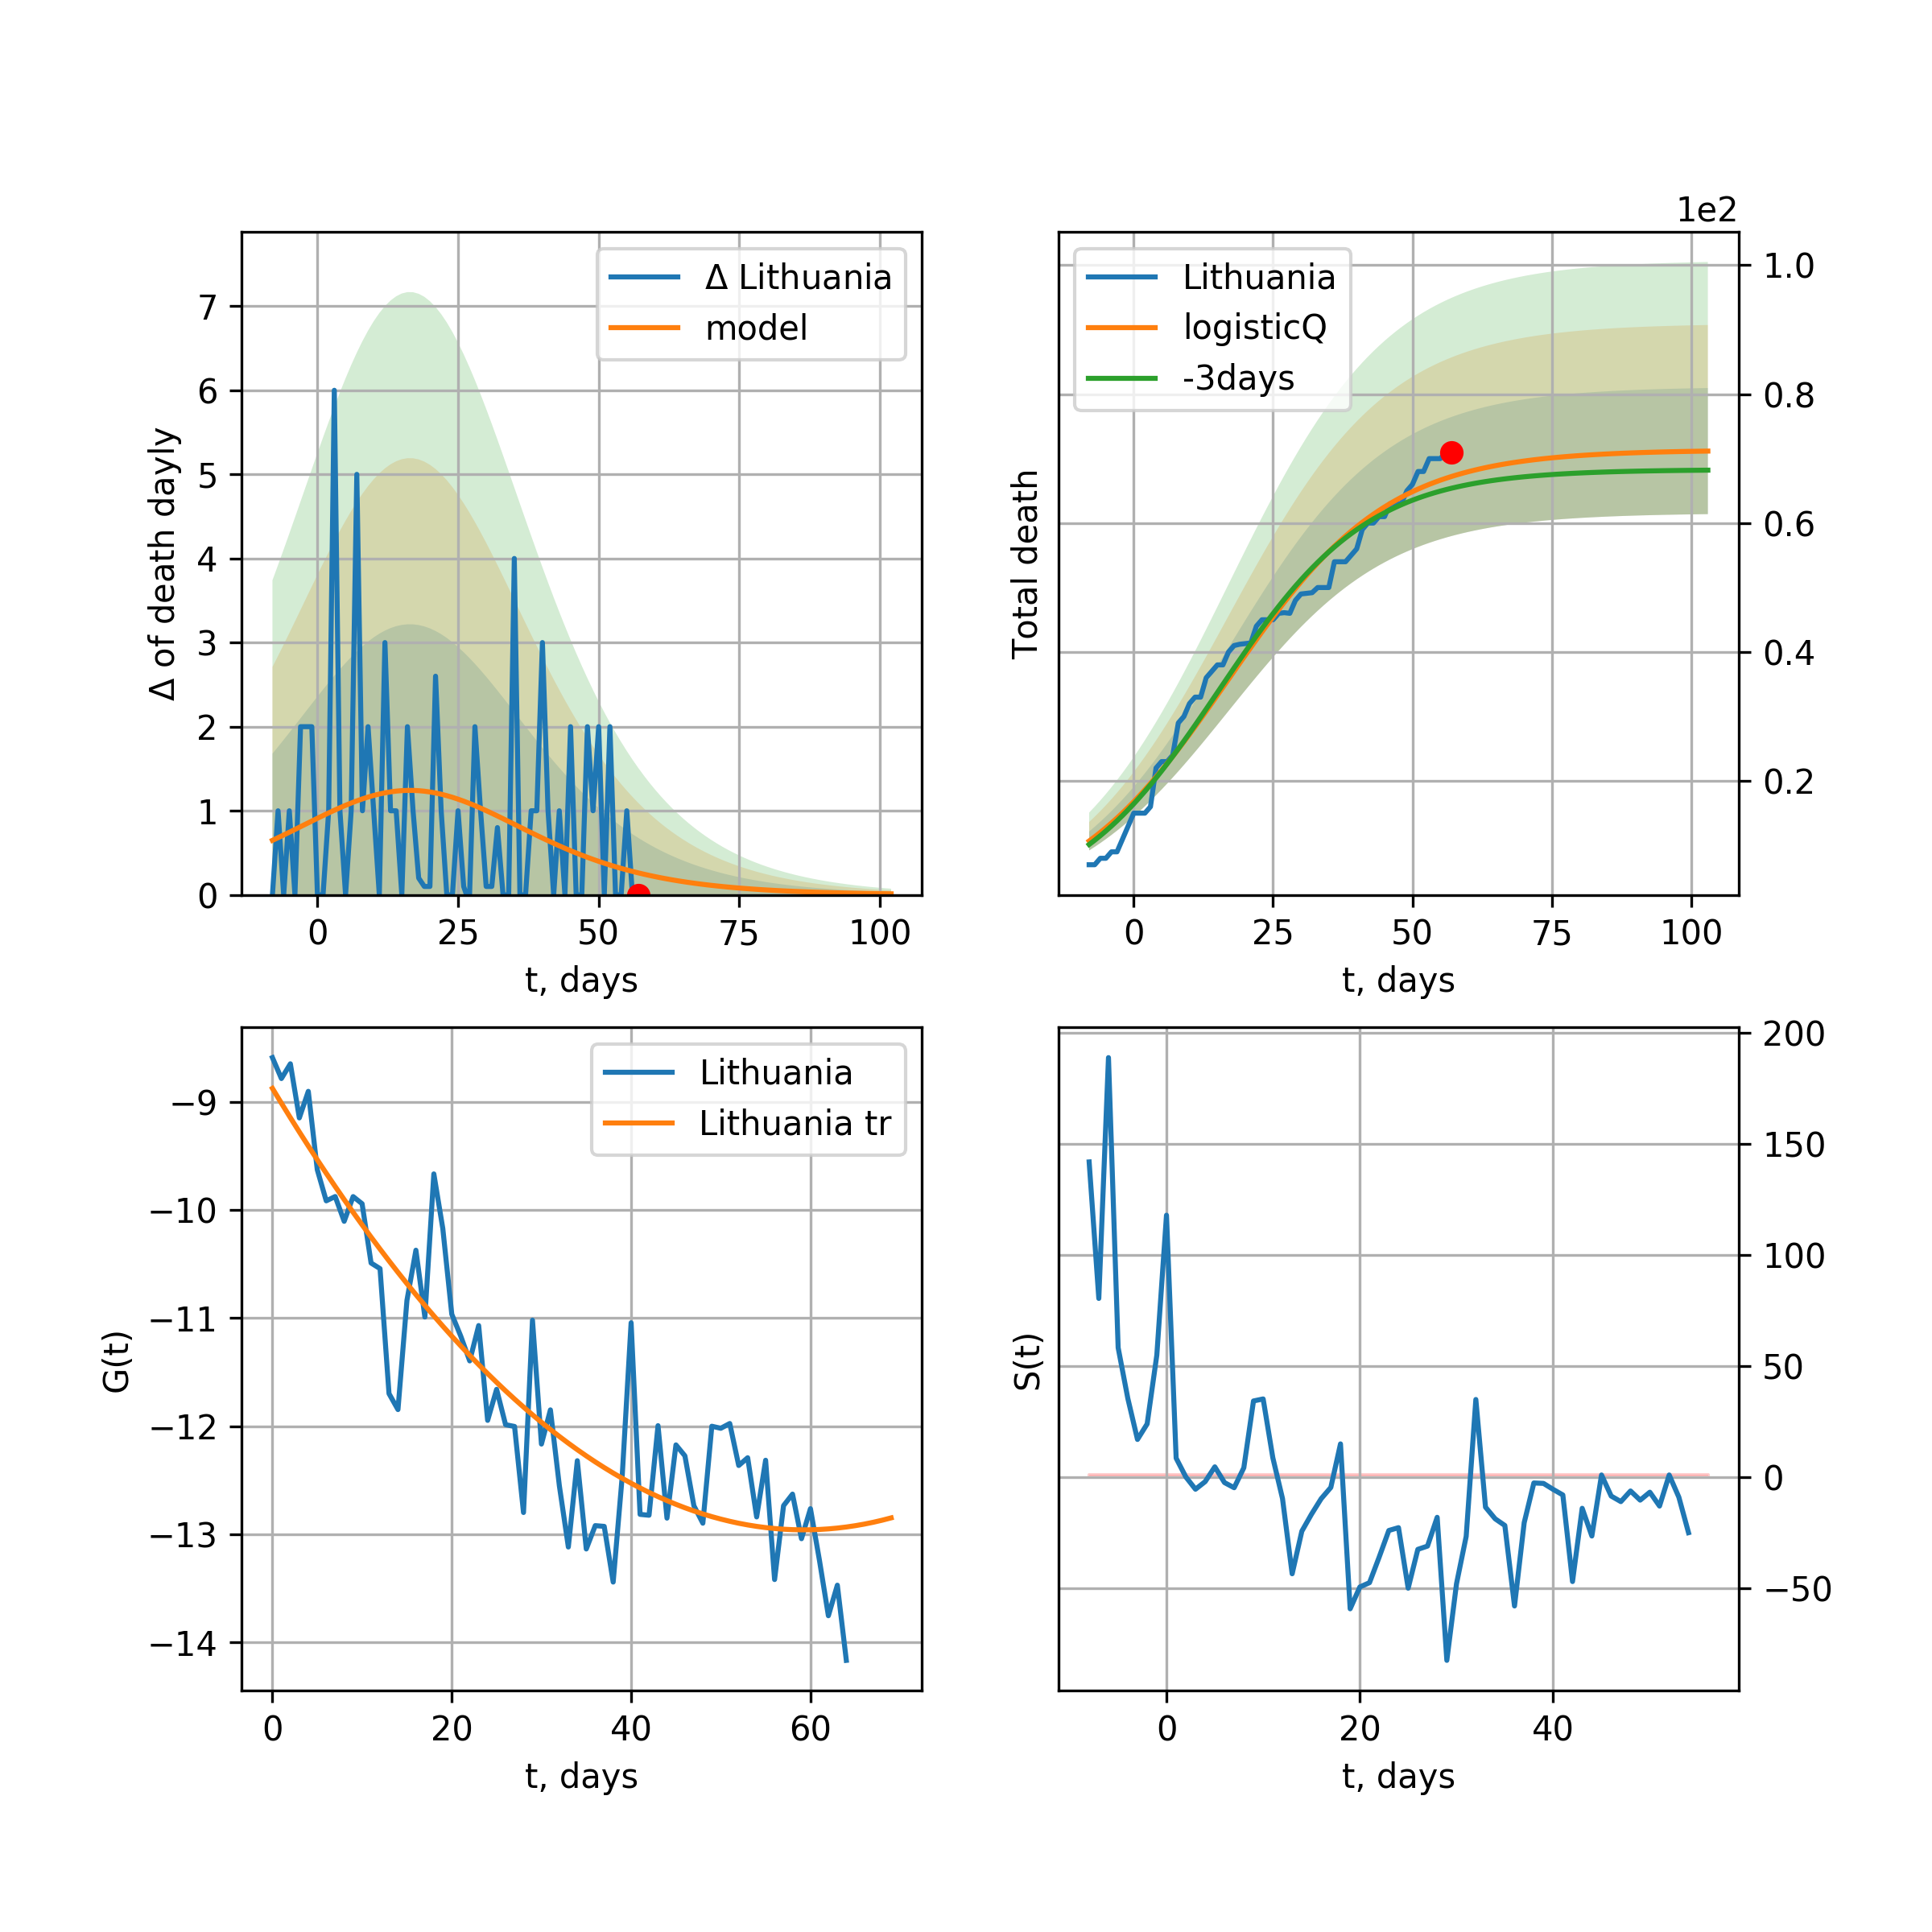 Δ Lithuania
model
7
6
5
4
3
2
1
0
Δ of death dayly
0 25 50 75 100
t, days
1e2
Lithuania
logisticQ
-3days
1.0
0.8
0.6
0.4
0.2
Total death
0 25 50 75 100
t, days
Lithuania
Lithuania tr
−9
−10
−11
−12
−13
−14
G(t)
0 20 40 60
t, days
200
150
100
50
0
−50
S(t)
0 20 40
t, days